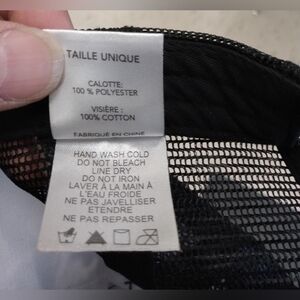 TAILLE UNIQUE
CALOTTE:
100 % POLYESTER
VISIÈRE:
100% COTTON
FABRIQUÉ EN CHINE
HAND WASH COLD
DO NOT BLEACH
LINE DRY
DO NOT IRON
LAVER À LA MAIN À
L'EAU FROIDE
NE PAS JAVELLISER
ETENDRE
NE PAS REPASSER